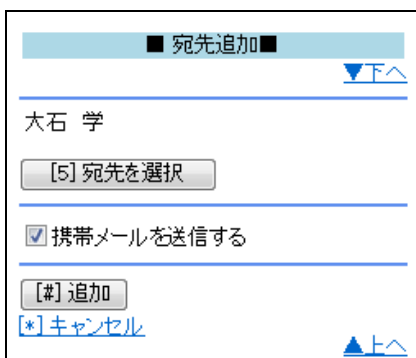 ■ 宛先追加■
▼下へ
大石 学
[5] 宛先を選択
携帯メールを送信する
[#] 追加
[*] キャンセル
▲上へ